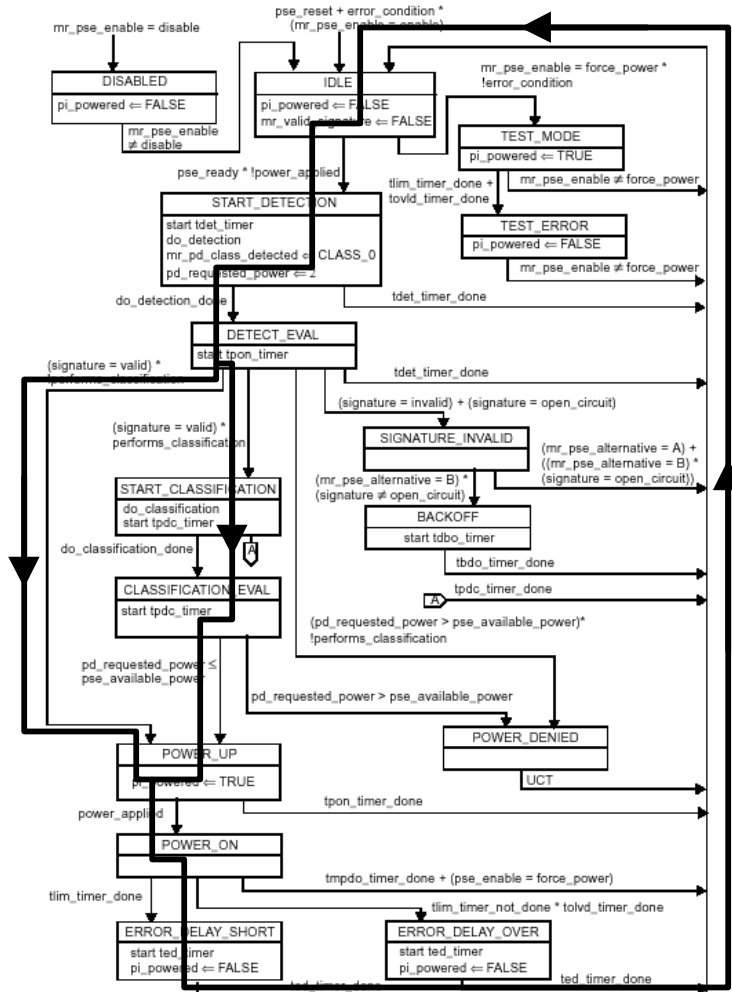 pse_reset + error_condition *
(mr_pse_enable = enable)
mr_pse_enable = disable
DISABLED
pi_powered ⇐ FALSE
mr_pse_enable
≠ disable
IDLE
pi_powered ⇐ FALSE
mr_valid_signature ⇐ FALSE
mr_pse_enable = force_power *
!error_condition
TEST_MODE
pi_powered ⇐ TRUE
mr_pse_enable ≠ force_power
tlim_timer_done +
tovld_timer_done
TEST_ERROR
pi_powered ⇐ FALSE
mr_pse_enable ≠ force_power
pse_ready * !power_applied
START_DETECTION
start tdet_timer
do_detection
mr_pd_class_detected ⇐ CLASS_0
pd_requested_power ⇐ 2
do_detection_done
tdet_timer_done
DETECT_EVAL
start tpon_timer
tdet_timer_done
(signature = valid) *
!performs_classification
(signature = invalid) + (signature = open_circuit)
(signature = valid) *
performs_classification
SIGNATURE_INVALID
(mr_pse_alternative = A) +
((mr_pse_alternative = B) *
(signature = open_circuit))
(mr_pse_alternative = B) *
(signature ≠ open_circuit)
START_CLASSIFICATION
do_classification
start tpdc_timer
BACKOFF
start tdbo_timer
do_classification_done
A
tbdo_timer_done
CLASSIFICATION_EVAL
start tpdc_timer
A
tpdc_timer_done
(pd_requested_power > pse_available_power)*
!performs_classification
pd_requested_power ≤
pse_available_power
pd_requested_power > pse_available_power
POWER_DENIED
UCT
POWER_UP
pi_powered ⇐ TRUE
tpon_timer_done
power_applied
POWER_ON
tmpdo_timer_done + (pse_enable = force_power)
tlim_timer_done
tlim_timer_not_done * tolvd_timer_done
ERROR_DELAY_SHORT
start ted_timer
pi_powered ⇐ FALSE
ERROR_DELAY_OVER
start ted_timer
pi_powered ⇐ FALSE
ted_timer_done
ted_timer_done